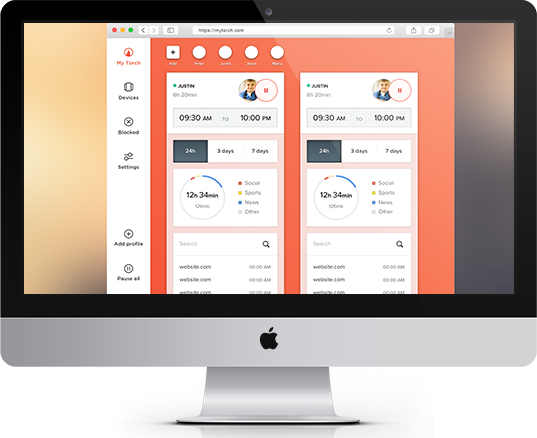 https://mytorch.com
My Torch
Devices
Blocked
Settings
Add profile
Pause all
Add
Peter
Justin
Jesse
Maria
JUSTIN
6h 20min
09:30 AM TO 10:00 PM
24h 3 days 7 days
12h 34min
126mb
Social
Sports
News
Other
Search
website.com 00:00 AM
website.com 00:00 AM
website.com 00:00 AM
JUSTIN
6h 20min
09:30 AM TO 10:00 PM
24h 3 days 7 days
12h 34min
126mb
Social
Sports
News
Other
Search
website.com 00:00 AM
website.com 00:00 AM
website.com 00:00 AM